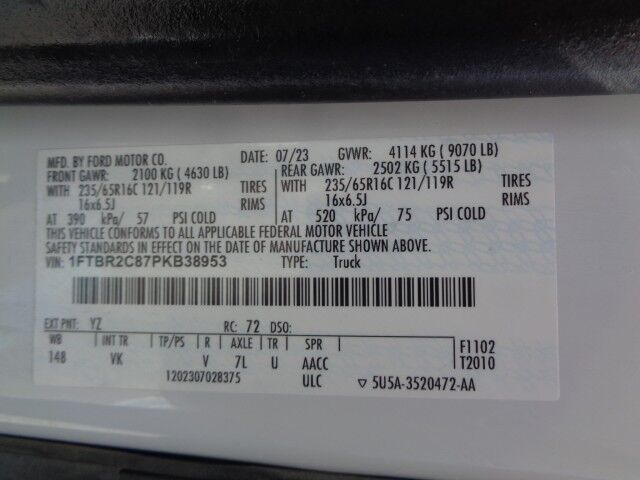 MFD. BY FORD MOTOR CO. DATE: 07/23 GVWR: 4114 KG ( 9070 LB)
FRONT GAWR: 2100 KG ( 4630 LB) REAR GAWR: 2502 KG ( 5515 LB)
WITH 235/65R16C 121/119R TIRES WITH 235/65R16C 121/119R TIRES
16x6.5J RIMS 16x6.5J RIMS
AT 390 kPa/ 57 PSI COLD AT 520 kPa/ 75 PSI COLD
THIS VEHICLE CONFORMS TO ALL APPLICABLE FEDERAL MOTOR VEHICLE
SAFETY STANDARDS IN EFFECT ON THE DATE OF MANUFACTURE SHOWN ABOVE.
VIN: 1FTBR2C87PKB38953 TYPE: Truck
EXT PNT: YZ RC: 72 DSO:
WB INT TR TP/PS R AXLE TR SPR F1102
148 VK V 7L U AACC T2010
1202307028375 ULC ▽ 5U5A-3520472-AA